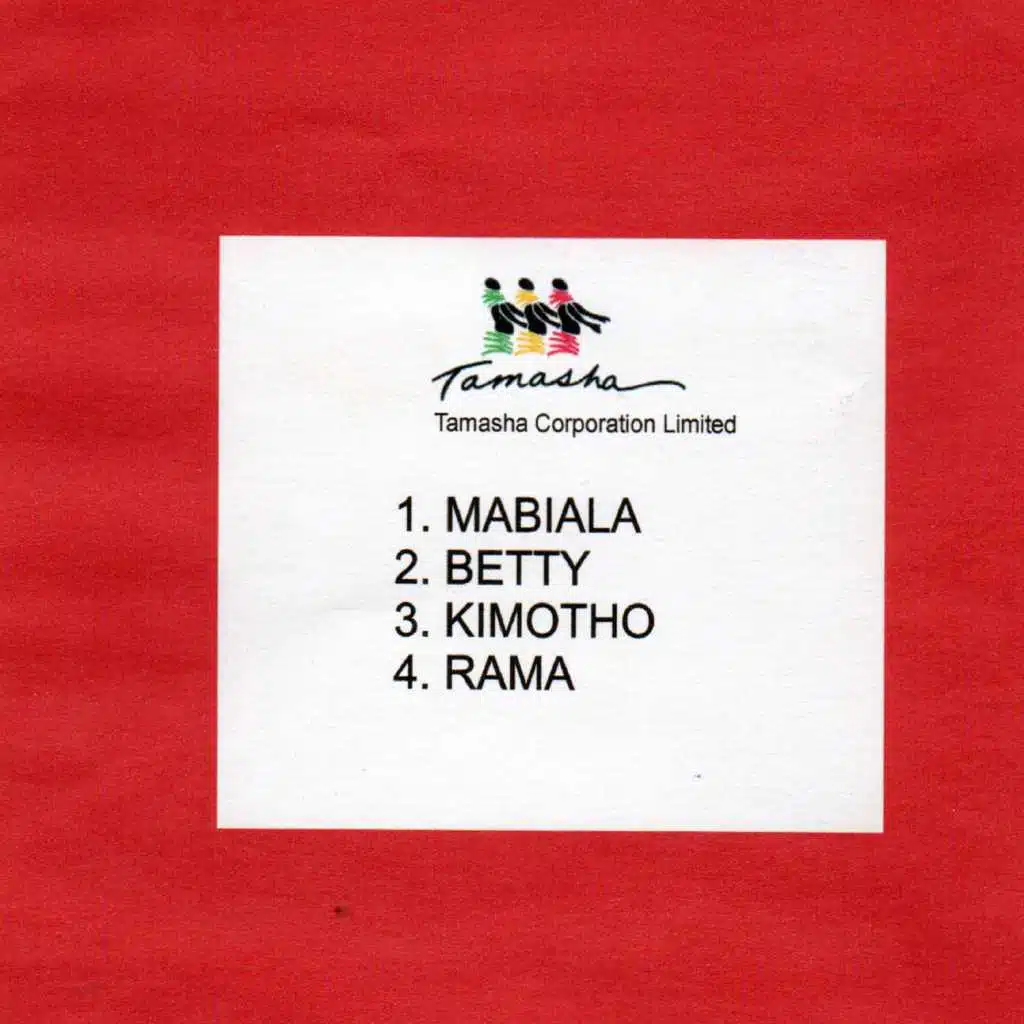 Tamasha
Tamasha Corporation Limited
1. MABIALA
2. BETTY
3. KIMOTHO
4. RAMA